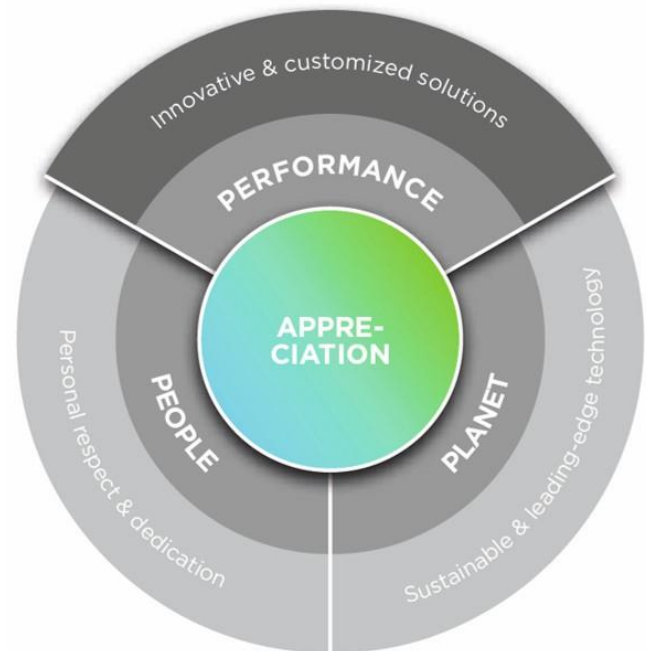 Innovative & customized solutions
PERFORMANCE
APPRE-
CIATION
PEOPLE
Personal respect & dedication
PLANET
Sustainable & leading-edge technology